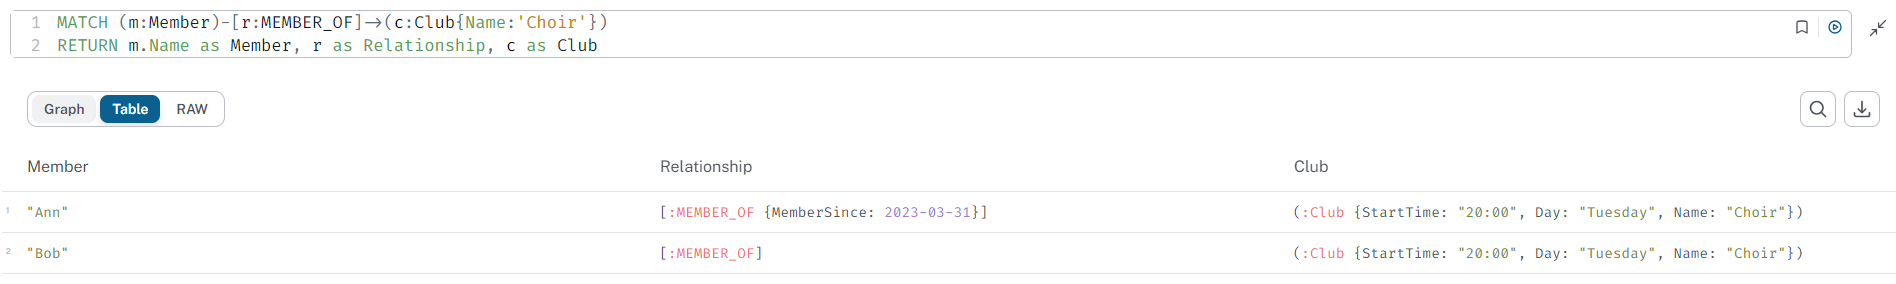 1 MATCH (m:Member)-[r:MEMBER_OF]->(c:Club{Name:'Choir'})
2 RETURN m.Name as Member, r as Relationship, c as Club
Graph Table RAW
Member Relationship Club
1 "Ann" [:MEMBER_OF {MemberSince: 2023-03-31}] (:Club {StartTime: "20:00", Day: "Tuesday", Name: "Choir"})
2 "Bob" [:MEMBER_OF] (:Club {StartTime: "20:00", Day: "Tuesday", Name: "Choir"})